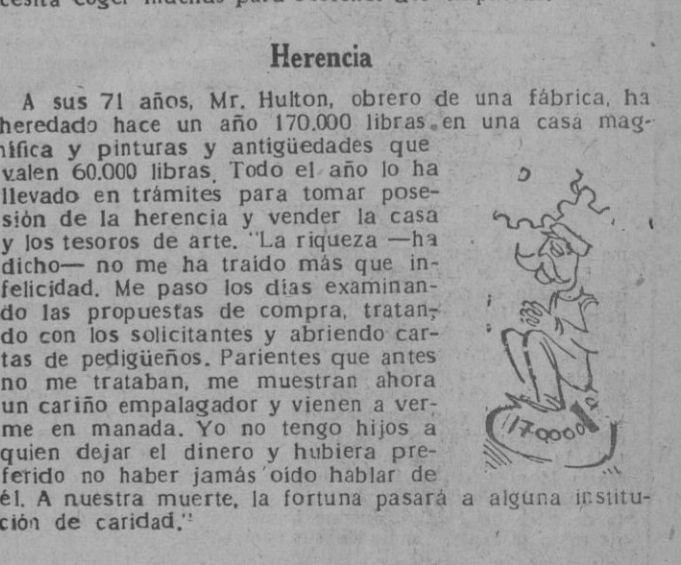 Herencia
A sus 71 años, Mr. Hulton, obrero de una fábrica, ha
heredado hace un año 170.000 libras en una casa mag-
nífica y pinturas y antigüedades que
valen 60.000 libras. Todo el año lo ha
llevado en trámites para tomar pose-
sión de la herencia y vender la casa
y los tesoros de arte. "La riqueza —ha
dicho— no me ha traido más que in-
felicidad. Me paso los días examinan-
do las propuestas de compra, tratan-
do con los solicitantes y abriendo car-
tas de pedigüeños. Parientes que antes
no me trataban, me muestran ahora
un cariño empalagador y vienen a ver-
me en manada. Yo no tengo hijos a
quien dejar el dinero y hubiera pre-
ferido no haber jamás oido hablar de
él. A nuestra muerte, la fortuna pasará a alguna institu-
ción de caridad."
170000